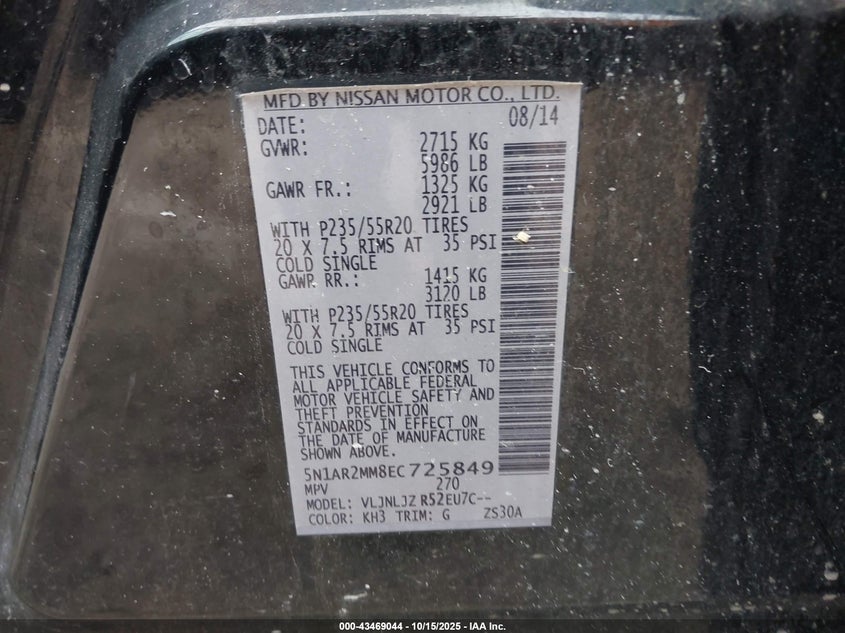 MFD BY NISSAN MOTOR CO., LTD.
DATE: 08/14
GVWR: 2715 KG
5986 LB
GAWR FR.: 1325 KG
2921 LB
WITH P235/55R20 TIRES
20 X 7.5 RIMS AT 35 PSI
COLD SINGLE
GAWR RR.: 1415 KG
3120 LB
WITH P235/55R20 TIRES
20 X 7.5 RIMS AT 35 PSI
COLD SINGLE
THIS VEHICLE CONFORMS TO
ALL APPLICABLE FEDERAL
MOTOR VEHICLE SAFETY AND
THEFT PREVENTION
STANDARDS IN EFFECT ON
THE DATE OF MANUFACTURE
SHOWN ABOVE.
5N1AR2MM8EC725849
MPV 270
MODEL: VLJNLJZ R52EU7C--
COLOR: KH3 TRIM: G ZS30A
000-43469044 - 10/15/2025 - IAA Inc.